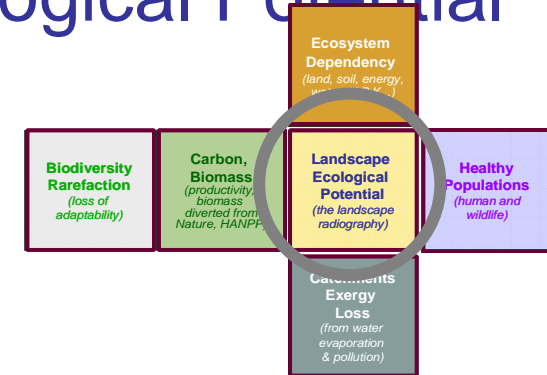 ogical Potential
Ecosystem
Dependency
(land, soil, energy,
Biodiversity
Rarefaction
(loss of
adaptability)
Carbon,
Biomass
(productivity,
biomass
diverted from
Nature, HANPP)
Landscape
Ecological
Potential
(the landscape
radiography)
Healthy
Populations
(human and
wildlife)
Catchments
Exergy
Loss
(from water
evaporation
& pollution)